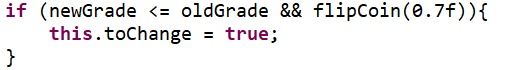 if (newGrade <= oldGrade && flipCoin(0.7f)){
    this.toChange = true;
}